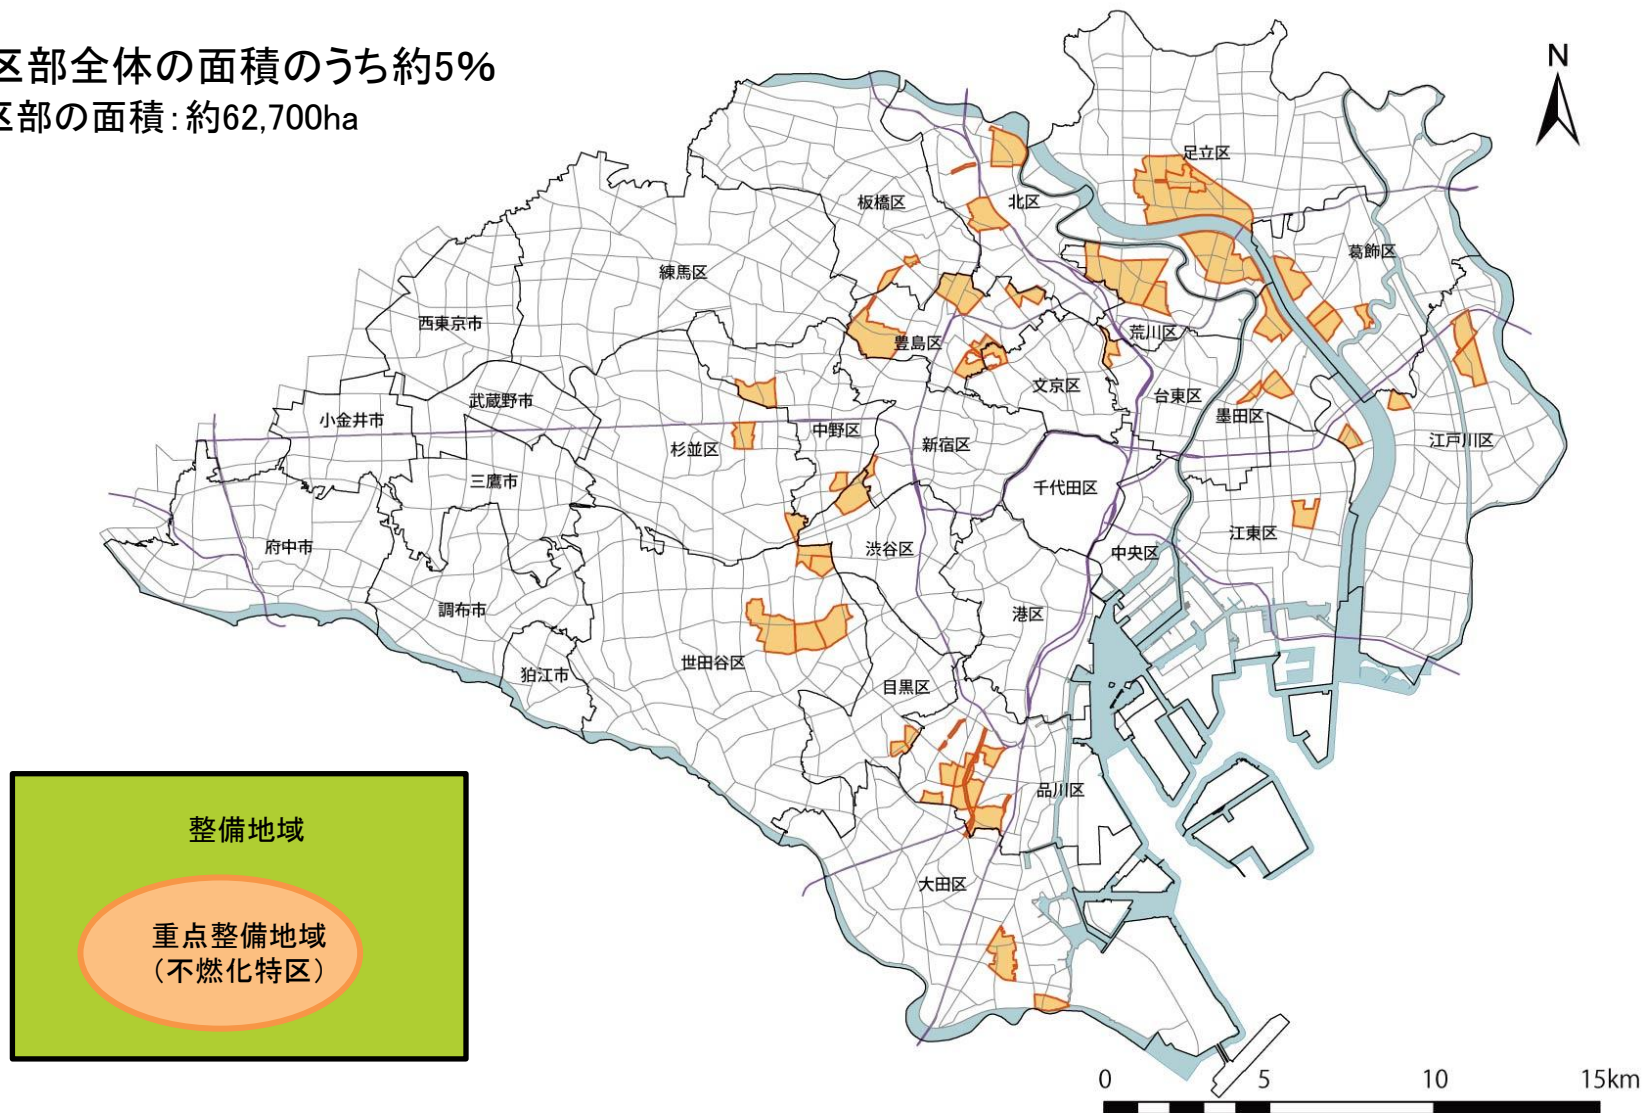 区部全体の面積のうち約5%
区部の面積：約62,700ha
N
足立区
板橋区
北区
葛飾区
練馬区
西東京市
荒川区
豊島区
文京区
台東区
武蔵野市
小金井市
墨田区
中野区
江戸川区
杉並区
新宿区
三鷹市
千代田区
江東区
府中市
渋谷区
中央区
調布市
港区
世田谷区
狛江市
目黒区
品川区
整備地域
大田区
重点整備地域
（不燃化特区）
0 5 10 15km